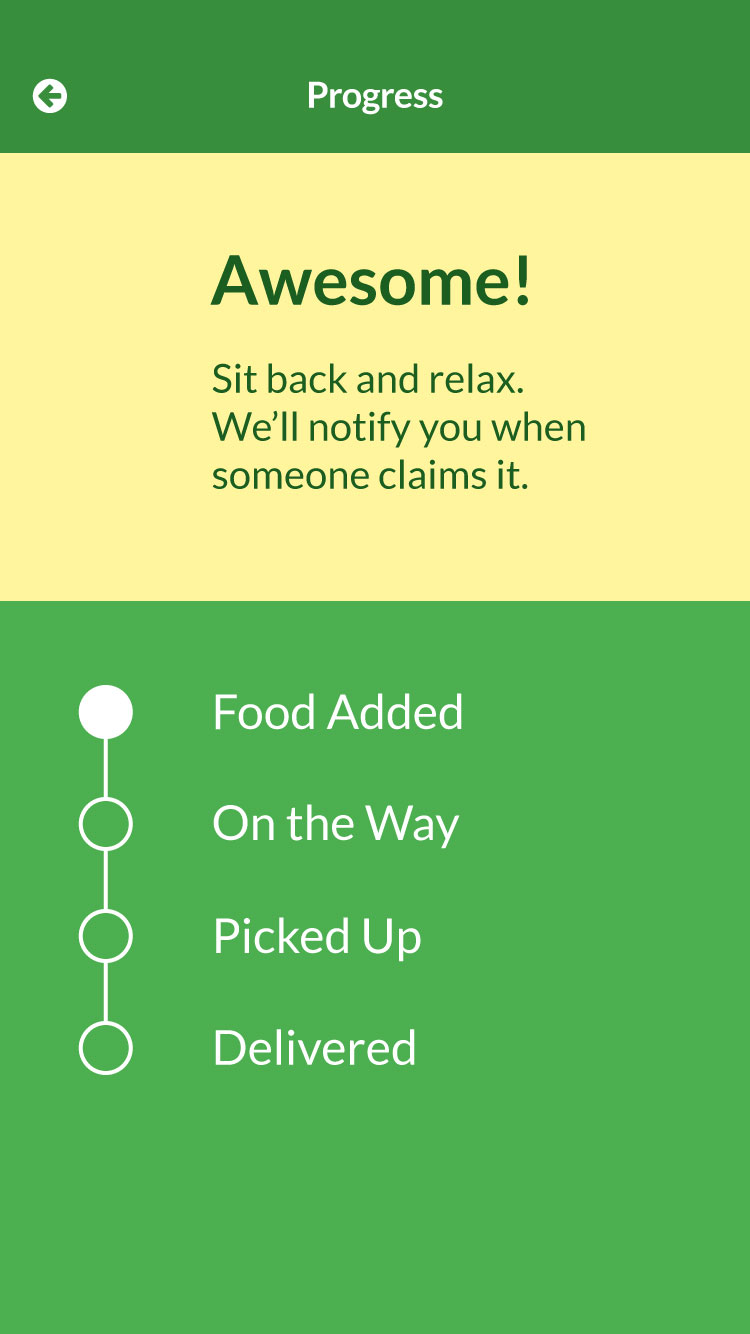 Progress
Awesome!
Sit back and relax.
We’ll notify you when
someone claims it.
Food Added
On the Way
Picked Up
Delivered